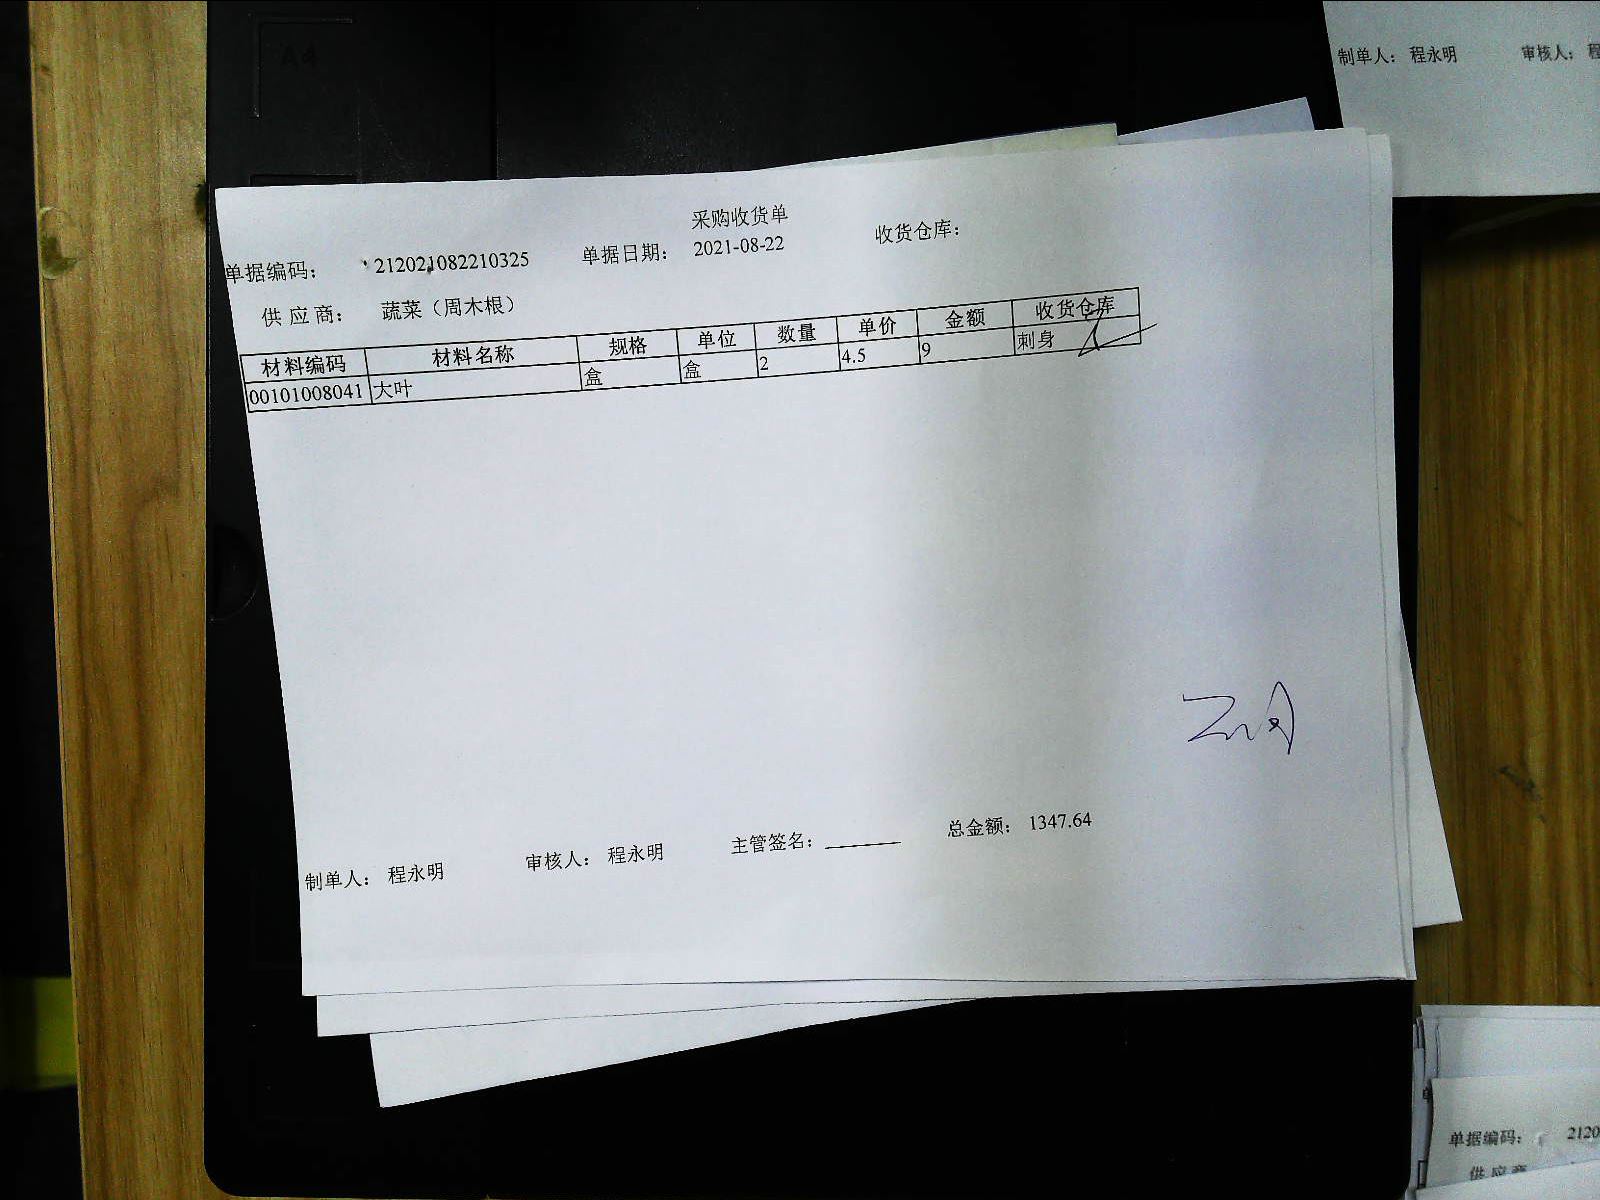 制单人： 程永明 审核人： 程
采购收货单
单据编码： 212021082210325 单据日期： 2021-08-22 收货仓库：
供 应 商： 蔬菜（周木根）
材料编码 材料名称 规格 单位 数量 单价 金额 收货仓库
00101008041 大叶 盒 盒 2 4.5 9 刺身
制单人： 程永明 审核人： 程永明 主管签名： 总金额： 1347.64
单据编码： 2120
供 应 商